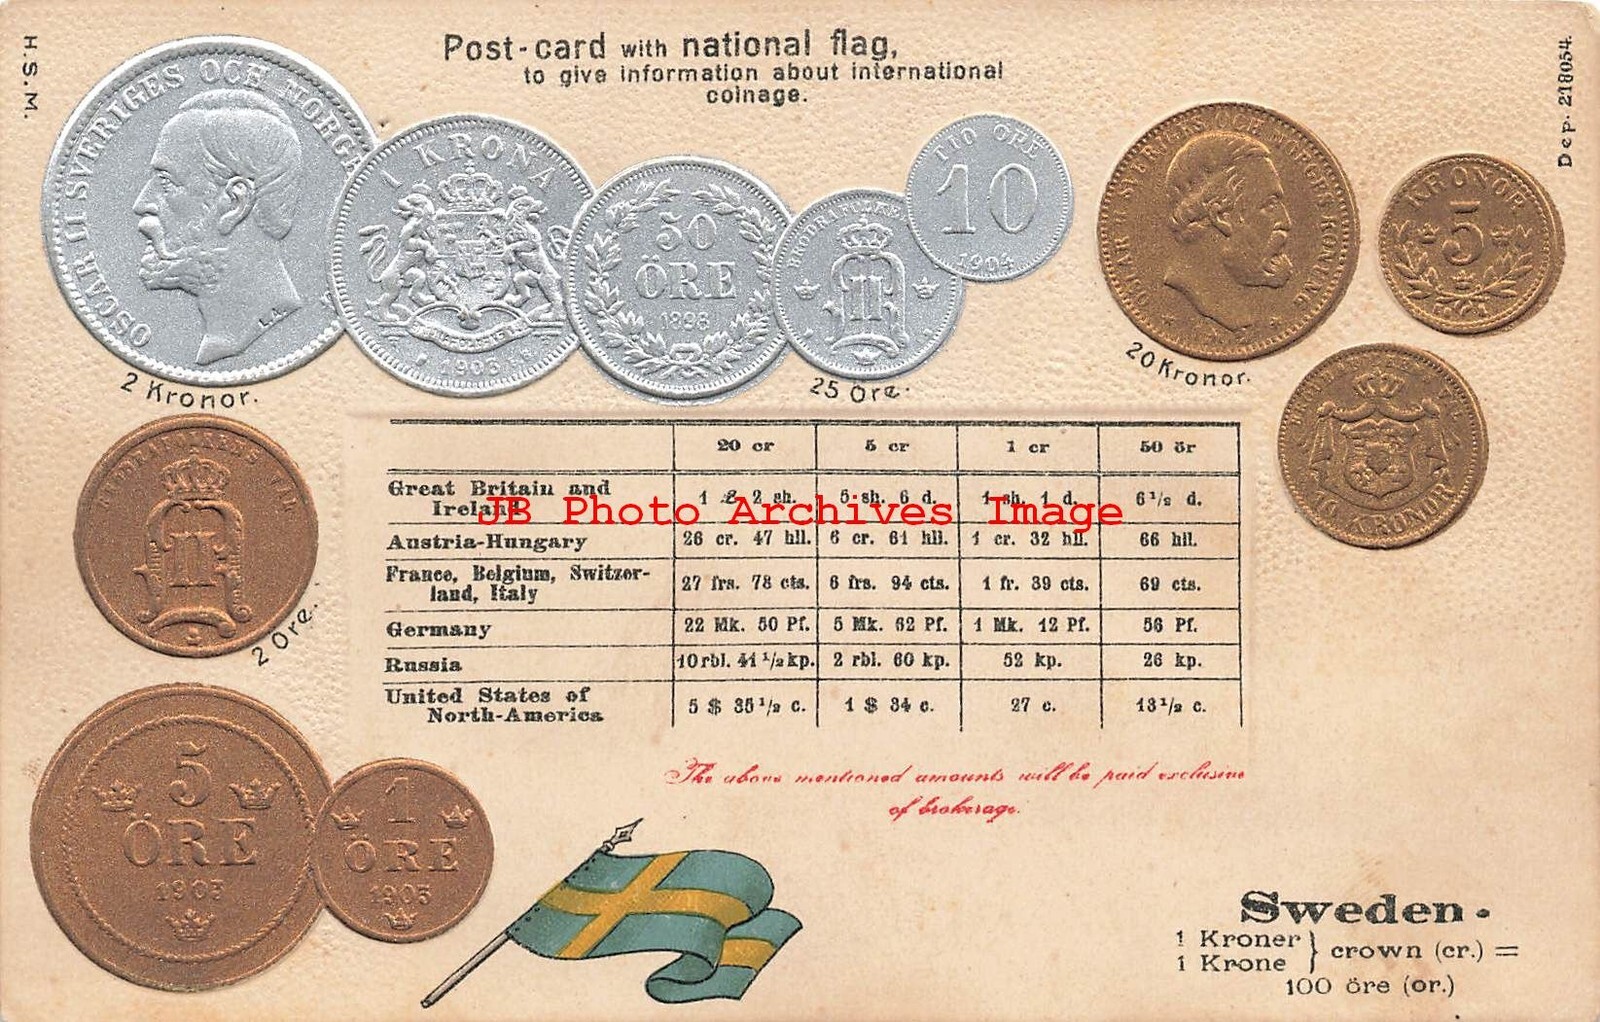 H. S. M.
Post-card with national flag,
to give information about international
coinage.
Dep. 218054.
OSCAR II SVERIGES OCH NORGES
L.A.
2 Kronor.
1 KRONA
1903
50
ÖRE
1898
BRÖDRAFOLKENS
II
25 Öre.
TIO ÖRE
10
1904
OSCAR II SVERIGES OCH NORGES KONUNG
20 Kronor.
KRONOR
5
10 KRONOR
BRÖDRAFOLKENS VÄL
II
2 Öre.
5
ÖRE
1903
1
ÖRE
1903
20 cr 5 cr 1 cr 50 ör
Great Britain and
Ireland 1 £ 2 sh. 5 sh. 6 d. 1 sh. 1 d. 6 1/2 d.
JB Photo Archives Image
Austria-Hungary 26 cr. 47 hll. 6 cr. 61 hll. 1 cr. 32 hll. 66 hll.
France, Belgium, Switzer-
land, Italy 27 frs. 78 cts. 6 frs. 94 cts. 1 fr. 39 cts. 69 cts.
Germany 22 Mk. 50 Pf. 5 Mk. 62 Pf. 1 Mk. 12 Pf. 56 Pf.
Russia 10 rbl. 41 1/2 kp. 2 rbl. 60 kp. 52 kp. 26 kp.
United States of
North-America 5 $ 35 1/2 c. 1 $ 34 c. 27 c. 13 1/2 c.
The above mentioned amounts will be paid exclusive
of brokerage.
Sweden.
1 Kroner } crown (cr.) =
1 Krone
100 öre (or.)